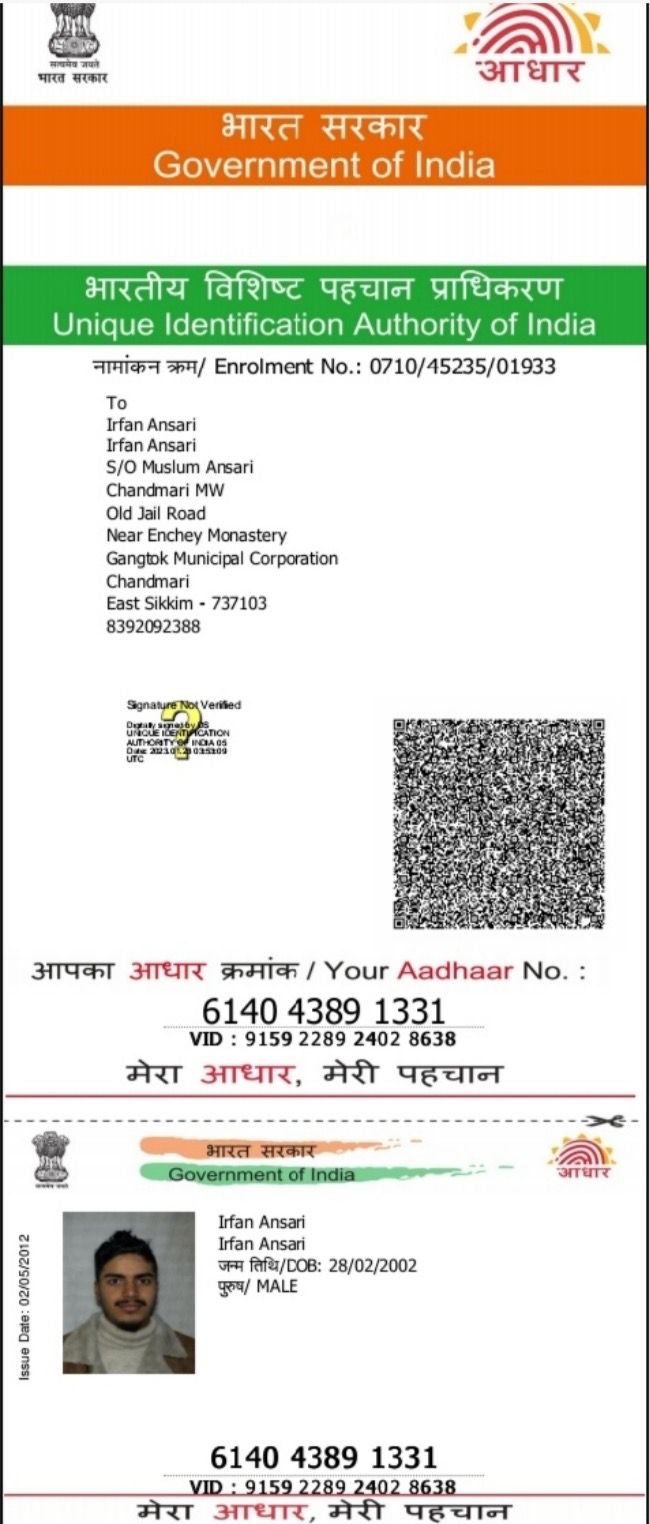 सत्यमेव जयते
भारत सरकार
आधार
भारत सरकार
Government of India
भारतीय विशिष्ट पहचान प्राधिकरण
Unique Identification Authority of India
नामांकन क्रम/ Enrolment No.: 0710/45235/01933
To
Irfan Ansari
Irfan Ansari
S/O Muslum Ansari
Chandmari MW
Old Jail Road
Near Enchey Monastery
Gangtok Municipal Corporation
Chandmari
East Sikkim - 737103
8392092388
Signature Not Verified
Digitally signed by DS
UNIQUE IDENTIFICATION
AUTHORITY OF INDIA 05
Date: 03:53:09
UTC
आपका आधार क्रमांक / Your Aadhaar No. :
6140 4389 1331
VID : 9159 2289 2402 8638
मेरा आधार, मेरी पहचान
भारत सरकार
Government of India
आधार
Issue Date: 02/05/2012
Irfan Ansari
Irfan Ansari
जन्म तिथि/DOB: 28/02/2002
पुरुष/ MALE
6140 4389 1331
VID : 9159 2289 2402 8638
मेरा आधार, मेरी पहचान